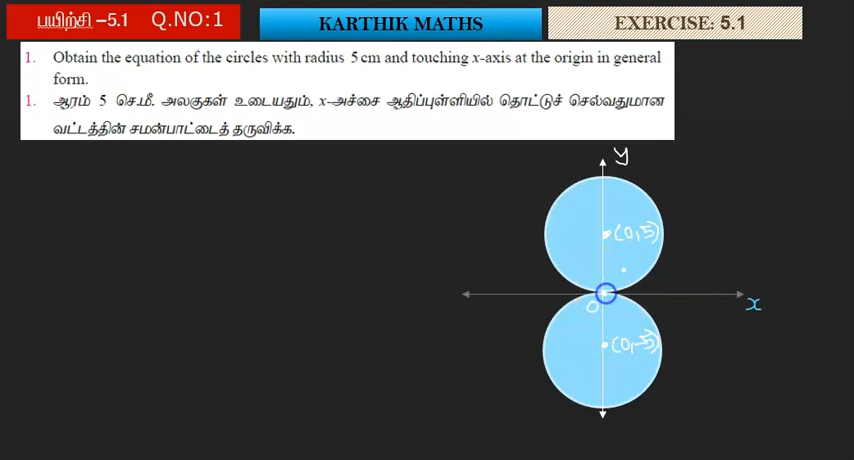 பயிற்சி –5.1 Q.NO:1
KARTHIK MATHS
EXERCISE: 5.1
1. Obtain the equation of the circles with radius 5 cm and touching x-axis at the origin in general
form.
1. ஆரம் 5 செ.மீ. அலகுகள் உடையதும், x-அச்சை ஆதிப்புள்ளியில் தொட்டுச் செல்வதுமான
வட்டத்தின் சமன்பாட்டைத் தருவிக்க.
y
(0,5)
x
0
(0,-5)